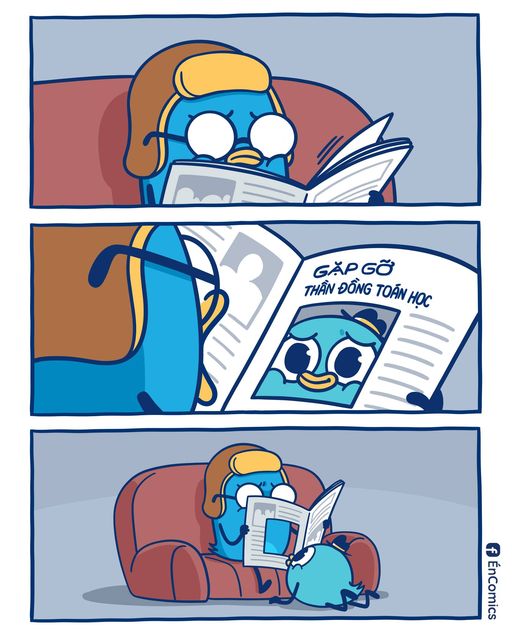 GẶP GỠ
THẦN ĐỒNG TOÁN HỌC
ÉnComics